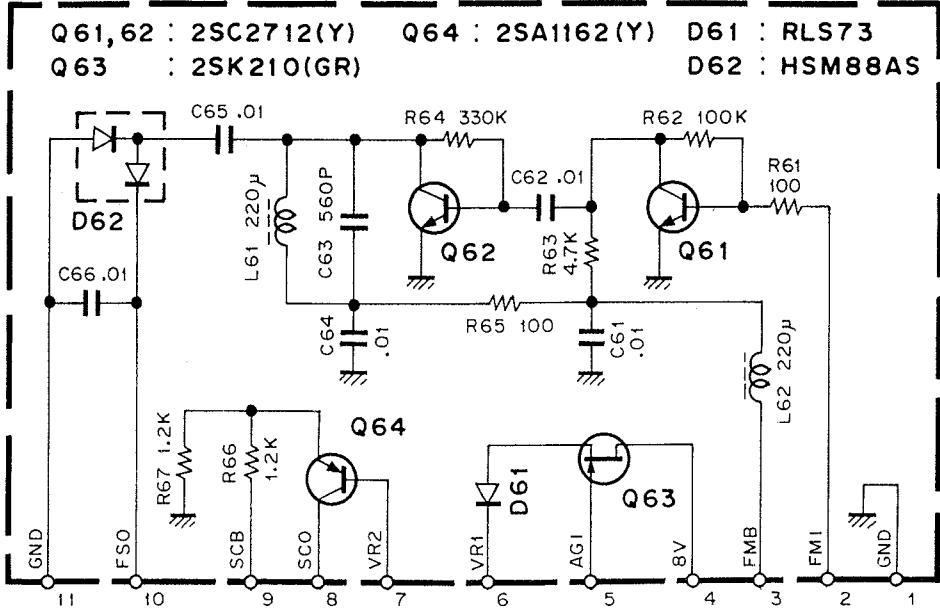 Q61,62 : 2SC2712(Y) Q64 : 2SA1162(Y) D61 : RLS73
Q63 : 2SK210(GR) D62 : HSM88AS
C65 .01
R64 330K
R62 100K
R61
100
D62
L61 220μ
C63 560P
Q62
C62 .01
R63
4.7K
Q61
C66 .01
C64
.01
R65 100
C61
.01
L62 220μ
R67 1.2K
R66
1.2K
Q64
D61
Q63
GND
FSO
SCB
SCO
VR2
VR1
AGI
8V
FMB
FMI
GND
11 10 9 8 7 6 5 4 3 2 1